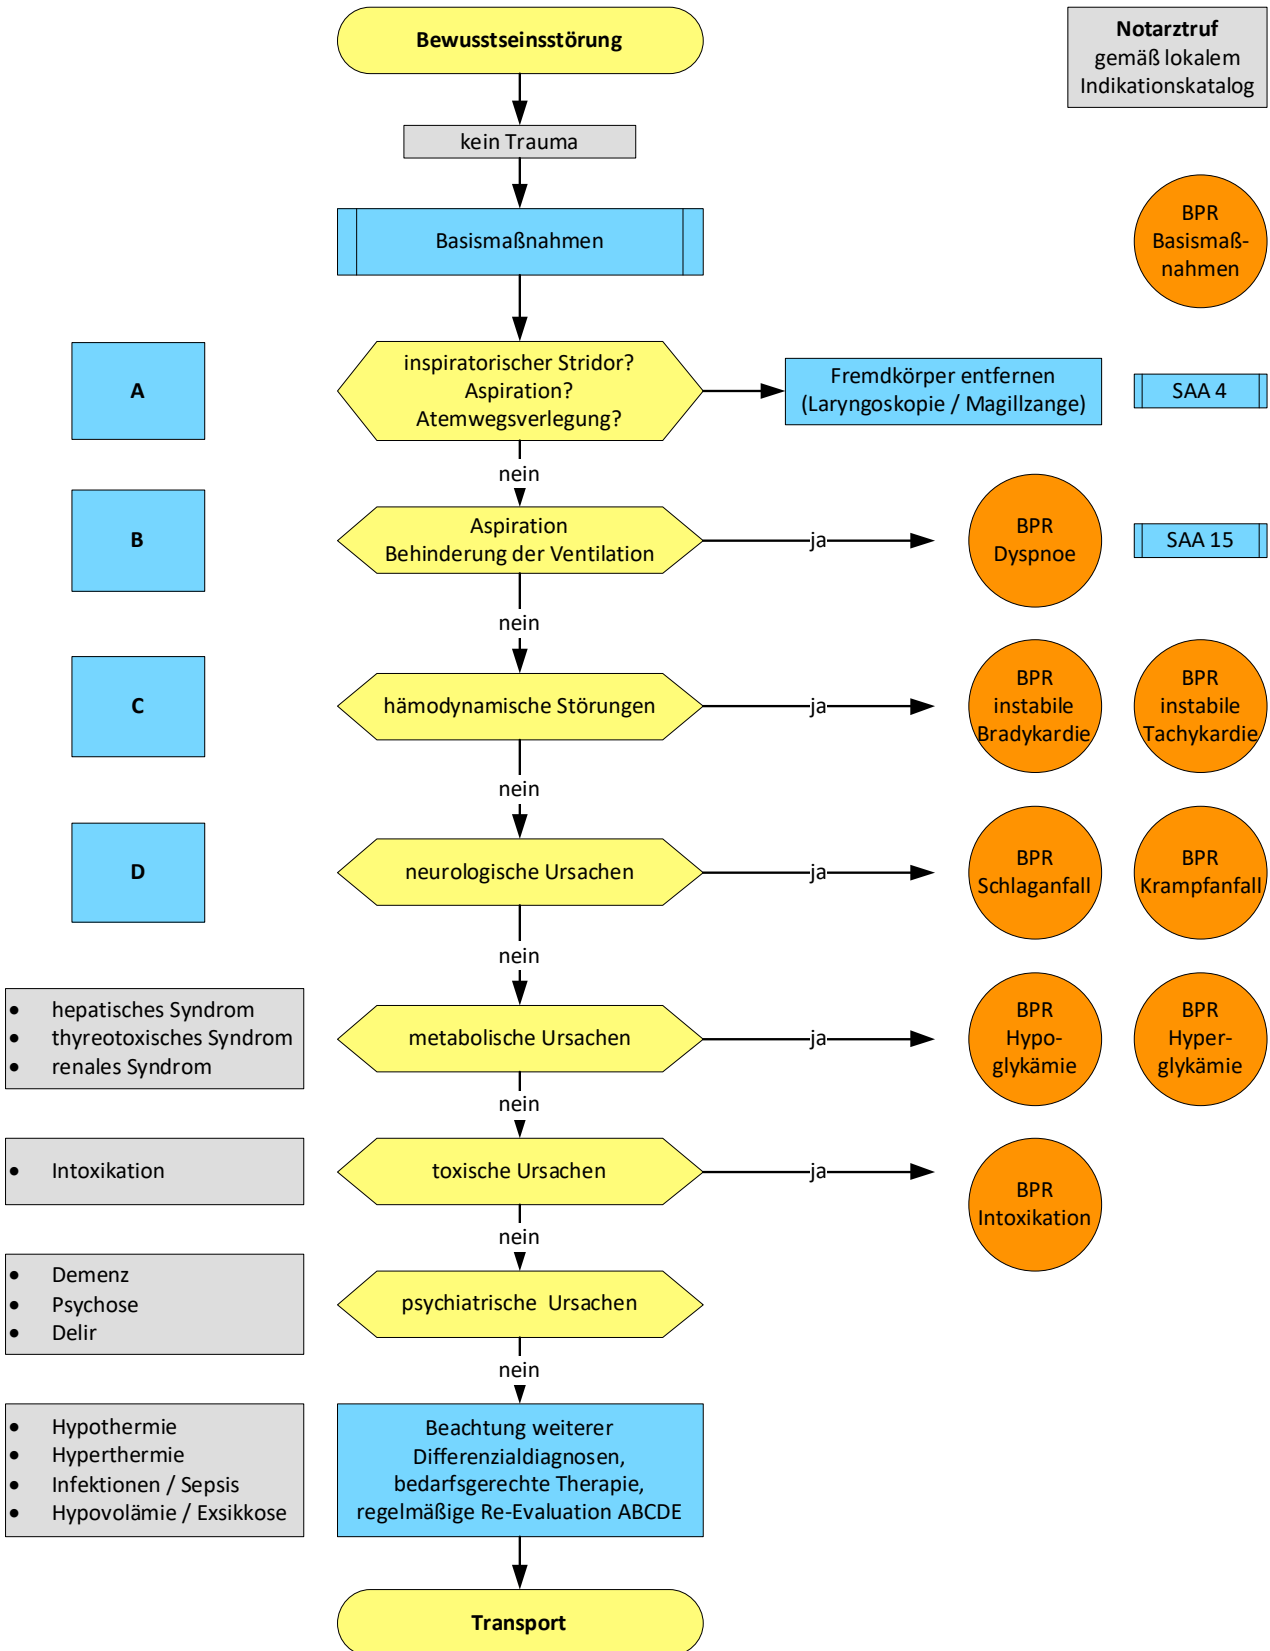 Bewusstseinsstörung
Notarztruf
gemäß lokalem
Indikationskatalog
kein Trauma
Basismaßnahmen
BPR
Basismaß-
nahmen
A
inspiratorischer Stridor?
Aspiration?
Atemwegsverlegung?
Fremdkörper entfernen
(Laryngoskopie / Magillzange)
SAA 4
nein
B
Aspiration
Behinderung der Ventilation
ja
BPR
Dyspnoe
SAA 15
nein
C
hämodynamische Störungen
ja
BPR
instabile
Bradykardie
BPR
instabile
Tachykardie
nein
D
neurologische Ursachen
ja
BPR
Schlaganfall
BPR
Krampfanfall
nein
• hepatisches Syndrom
• thyreotoxisches Syndrom
• renales Syndrom
metabolische Ursachen
ja
BPR
Hypo-
glykämie
BPR
Hyper-
glykämie
nein
• Intoxikation
toxische Ursachen
ja
BPR
Intoxikation
nein
• Demenz
• Psychose
• Delir
psychiatrische Ursachen
nein
• Hypothermie
• Hyperthermie
• Infektionen / Sepsis
• Hypovolämie / Exsikkose
Beachtung weiterer
Differenzialdiagnosen,
bedarfsgerechte Therapie,
regelmäßige Re-Evaluation ABCDE
Transport